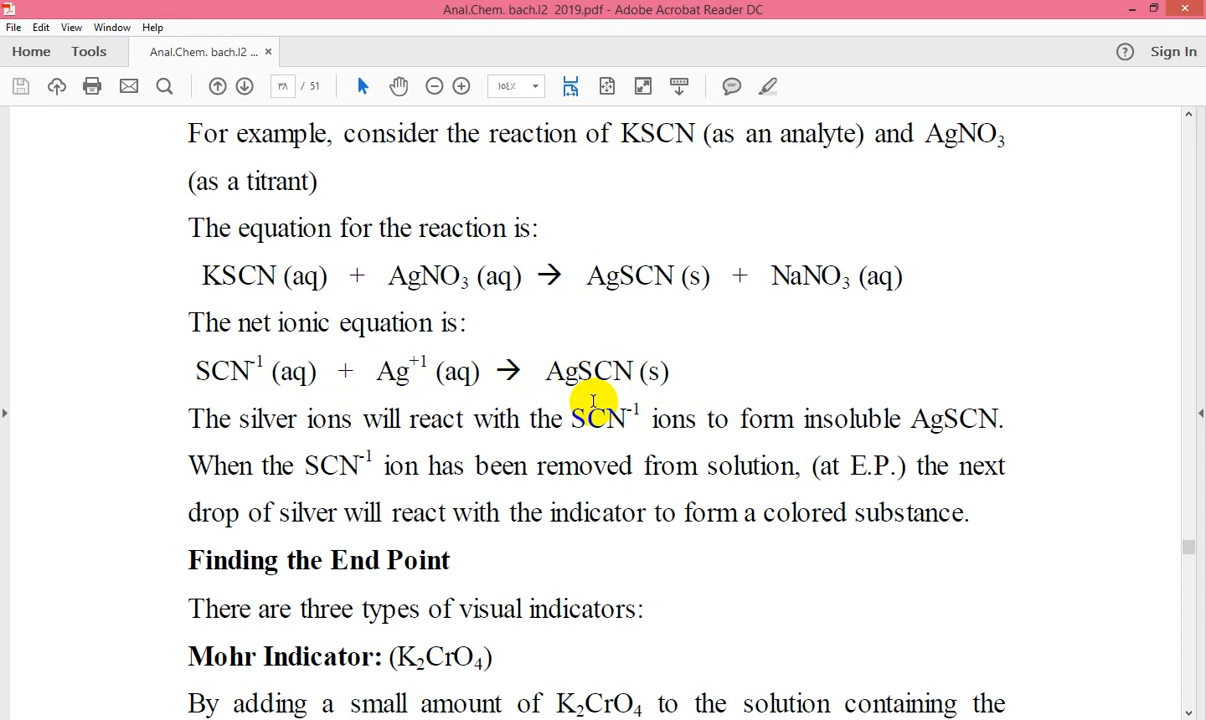 Anal.Chem. bach.l2 2019.pdf - Adobe Acrobat Reader DC
File Edit View Window Help
Home Tools Anal.Chem. bach.l2 ... × Sign In
٣٨ / 51 ١٥٤٪
For example, consider the reaction of KSCN (as an analyte) and AgNO₃
(as a titrant)
The equation for the reaction is:
KSCN (aq) + AgNO₃ (aq) → AgSCN (s) + NaNO₃ (aq)
The net ionic equation is:
SCN⁻¹ (aq) + Ag⁺¹ (aq) → AgSCN (s)
The silver ions will react with the SCN⁻¹ ions to form insoluble AgSCN.
When the SCN⁻¹ ion has been removed from solution, (at E.P.) the next
drop of silver will react with the indicator to form a colored substance.
Finding the End Point
There are three types of visual indicators:
Mohr Indicator: (K₂CrO₄)
By adding a small amount of K₂CrO₄ to the solution containing the